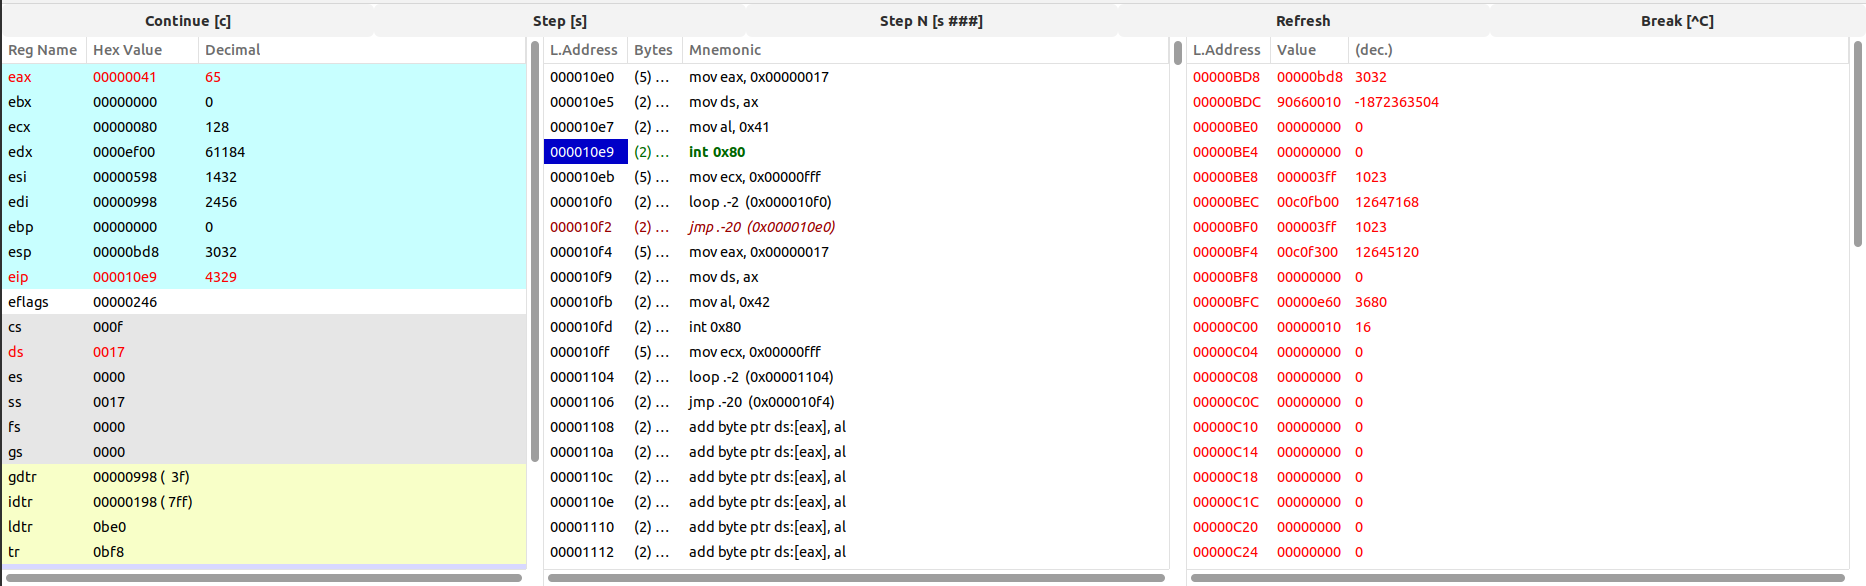 Continue [c] Step [s] Step N [s ###] Refresh Break [^C]
Reg Name Hex Value Decimal L.Address Bytes Mnemonic L.Address Value (dec.)
eax 00000041 65 000010e0 (5) ... mov eax, 0x00000017 00000BD8 00000bd8 3032
ebx 00000000 0 000010e5 (2) ... mov ds, ax 00000BDC 90660010 -1872363504
ecx 00000080 128 000010e7 (2) ... mov al, 0x41 00000BE0 00000000 0
edx 0000ef00 61184 000010e9 (2) ... int 0x80 00000BE4 00000000 0
esi 00000598 1432 000010eb (5) ... mov ecx, 0x00000fff 00000BE8 000003ff 1023
edi 00000998 2456 000010f0 (2) ... loop .-2 (0x000010f0) 00000BEC 00c0fb00 12647168
ebp 00000000 0 000010f2 (2) ... jmp .-20 (0x000010e0) 00000BF0 000003ff 1023
esp 00000bd8 3032 000010f4 (5) ... mov eax, 0x00000017 00000BF4 00c0f300 12645120
eip 000010e9 4329 000010f9 (2) ... mov ds, ax 00000BF8 00000000 0
eflags 00000246 000010fb (2) ... mov al, 0x42 00000BFC 00000e60 3680
cs 000f 000010fd (2) ... int 0x80 00000C00 00000010 16
ds 0017 000010ff (5) ... mov ecx, 0x00000fff 00000C04 00000000 0
es 0000 00001104 (2) ... loop .-2 (0x00001104) 00000C08 00000000 0
ss 0017 00001106 (2) ... jmp .-20 (0x000010f4) 00000C0C 00000000 0
fs 0000 00001108 (2) ... add byte ptr ds:[eax], al 00000C10 00000000 0
gs 0000 0000110a (2) ... add byte ptr ds:[eax], al 00000C14 00000000 0
gdtr 00000998 ( 3f) 0000110c (2) ... add byte ptr ds:[eax], al 00000C18 00000000 0
idtr 00000198 ( 7ff) 0000110e (2) ... add byte ptr ds:[eax], al 00000C1C 00000000 0
ldtr 0be0 00001110 (2) ... add byte ptr ds:[eax], al 00000C20 00000000 0
tr 0bf8 00001112 (2) ... add byte ptr ds:[eax], al 00000C24 00000000 0